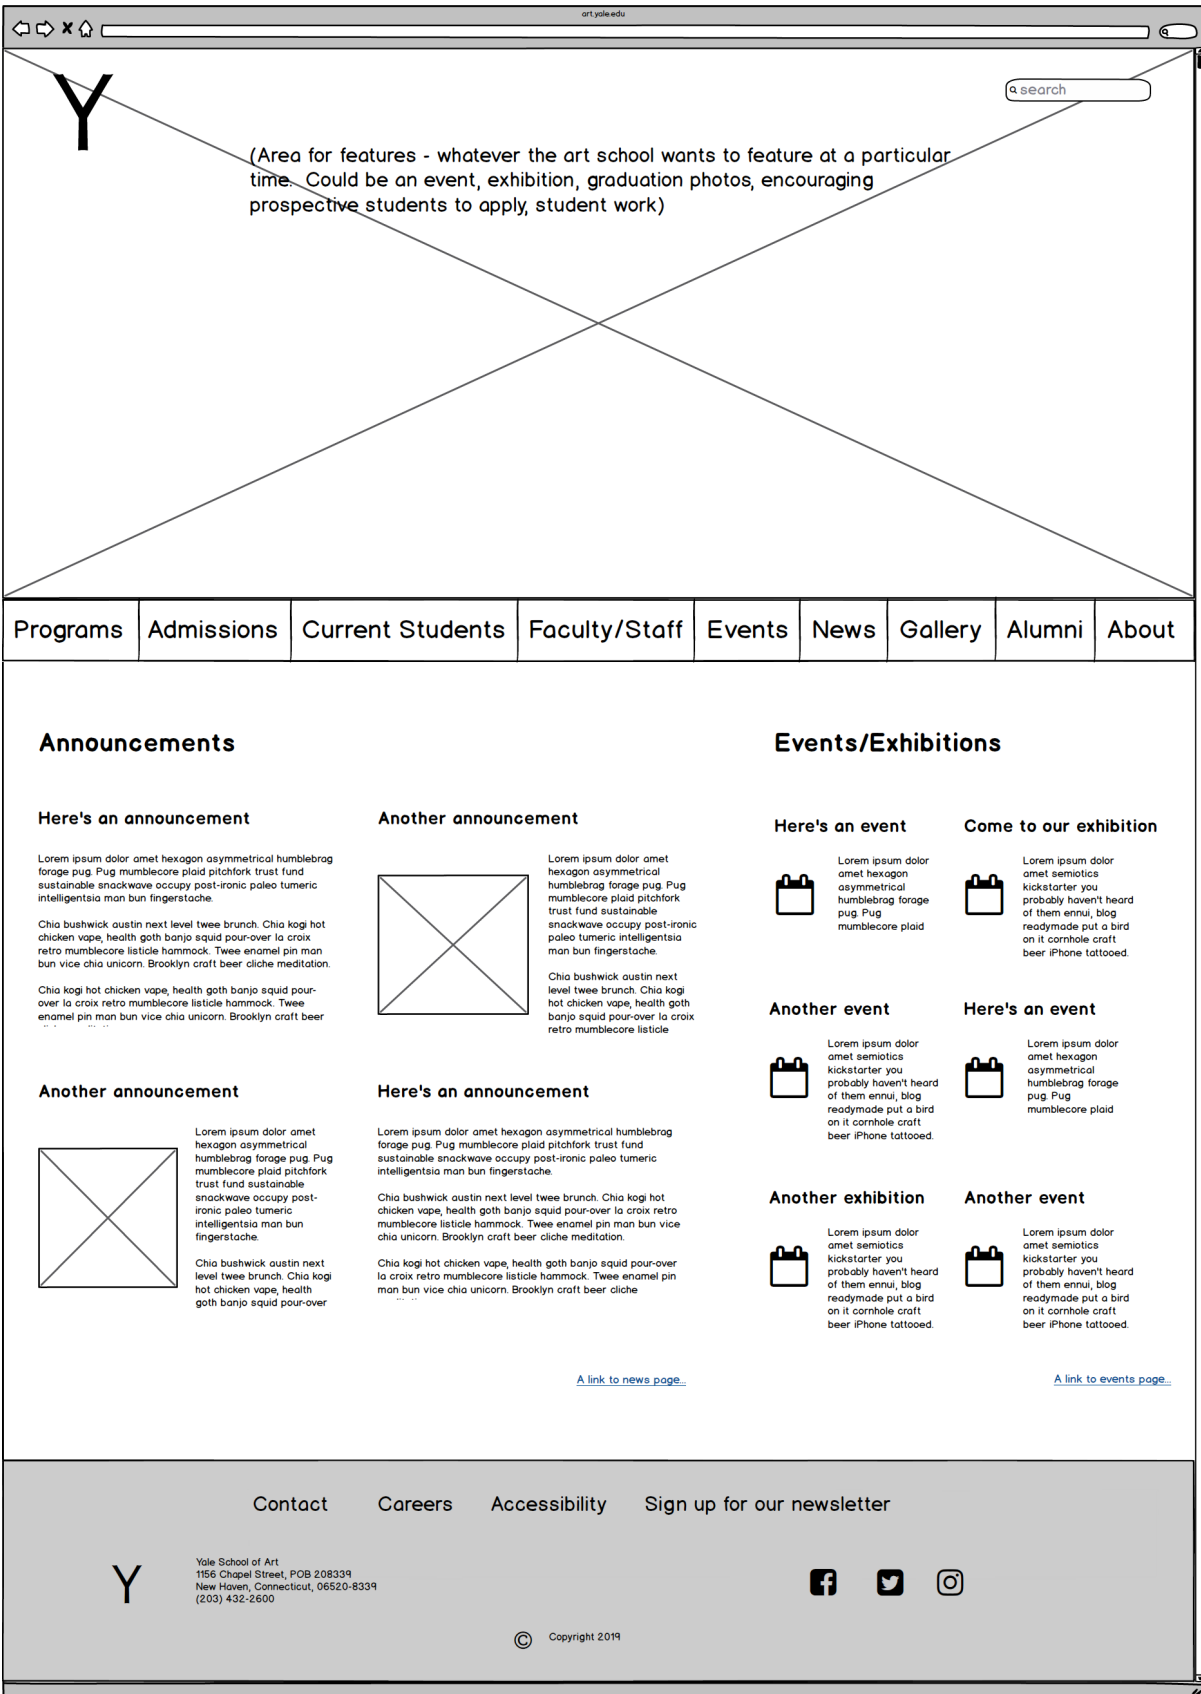 art.yale.edu
Y
search
(Area for features - whatever the art school wants to feature at a particular
time. Could be an event, exhibition, graduation photos, encouraging
prospective students to apply, student work)
Programs
Admissions
Current Students
Faculty/Staff
Events
News
Gallery
Alumni
About
Announcements
Here's an announcement
Lorem ipsum dolor amet hexagon asymmetrical humblebrag
forage pug. Pug mumblecore plaid pitchfork trust fund
sustainable snackwave occupy post-ironic paleo tumeric
intelligentsia man bun fingerstache.
Chia bushwick austin next level twee brunch. Chia kogi hot
chicken vape, health goth banjo squid pour-over la croix
retro mumblecore listicle hammock. Twee enamel pin man
bun vice chia unicorn. Brooklyn craft beer cliche meditation.
Chia kogi hot chicken vape, health goth banjo squid pour-
over la croix retro mumblecore listicle hammock. Twee
enamel pin man bun vice chia unicorn. Brooklyn craft beer
Another announcement
Lorem ipsum dolor amet
hexagon asymmetrical
humblebrag forage pug. Pug
mumblecore plaid pitchfork
trust fund sustainable
snackwave occupy post-ironic
paleo tumeric intelligentsia
man bun fingerstache.
Chia bushwick austin next
level twee brunch. Chia kogi
hot chicken vape, health goth
banjo squid pour-over la croix
retro mumblecore listicle
Another announcement
Lorem ipsum dolor amet
hexagon asymmetrical
humblebrag forage pug. Pug
mumblecore plaid pitchfork
trust fund sustainable
snackwave occupy post-
ironic paleo tumeric
intelligentsia man bun
fingerstache.
Chia bushwick austin next
level twee brunch. Chia kogi
hot chicken vape, health
goth banjo squid pour-over
Here's an announcement
Lorem ipsum dolor amet hexagon asymmetrical humblebrag
forage pug. Pug mumblecore plaid pitchfork trust fund
sustainable snackwave occupy post-ironic paleo tumeric
intelligentsia man bun fingerstache.
Chia bushwick austin next level twee brunch. Chia kogi hot
chicken vape, health goth banjo squid pour-over la croix retro
mumblecore listicle hammock. Twee enamel pin man bun vice
chia unicorn. Brooklyn craft beer cliche meditation.
Chia kogi hot chicken vape, health goth banjo squid pour-over
la croix retro mumblecore listicle hammock. Twee enamel pin
man bun vice chia unicorn. Brooklyn craft beer cliche
A link to news page...
Events/Exhibitions
Here's an event
Lorem ipsum dolor
amet hexagon
asymmetrical
humblebrag forage
pug. Pug
mumblecore plaid
Come to our exhibition
Lorem ipsum dolor
amet semiotics
kickstarter you
probably haven't heard
of them ennui, blog
readymade put a bird
on it cornhole craft
beer iPhone tattooed.
Another event
Lorem ipsum dolor
amet semiotics
kickstarter you
probably haven't heard
of them ennui, blog
readymade put a bird
on it cornhole craft
beer iPhone tattooed.
Here's an event
Lorem ipsum dolor
amet hexagon
asymmetrical
humblebrag forage
pug. Pug
mumblecore plaid
Another exhibition
Lorem ipsum dolor
amet semiotics
kickstarter you
probably haven't heard
of them ennui, blog
readymade put a bird
on it cornhole craft
beer iPhone tattooed.
Another event
Lorem ipsum dolor
amet semiotics
kickstarter you
probably haven't heard
of them ennui, blog
readymade put a bird
on it cornhole craft
beer iPhone tattooed.
A link to events page...
Contact
Careers
Accessibility
Sign up for our newsletter
Y
Yale School of Art
1156 Chapel Street, POB 208339
New Haven, Connecticut, 06520-8339
(203) 432-2600
© Copyright 2019